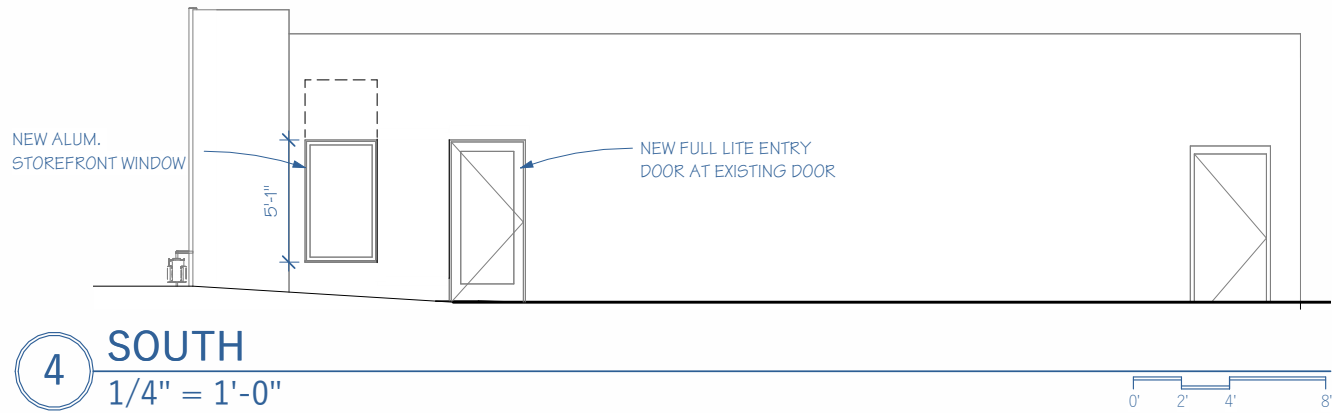 NEW ALUM.
STOREFRONT WINDOW
5'-1"
NEW FULL LITE ENTRY
DOOR AT EXISTING DOOR
4
SOUTH
1/4" = 1'-0"
0' 2' 4' 8'